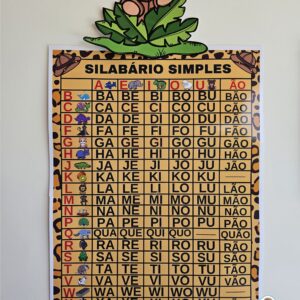 SILABÁRIO SIMPLES
A E I O U ÃO
B BA BE BI BO BU BÃO
C CA CE CI CO CU CÃO
D DA DE DI DO DU DÃO
F FA FE FI FO FU FÃO
G GA GE GI GO GU GÃO
H HA HE HI HO HU HÃO
J JA JE JI JO JU JÃO
K KA KE KI KO KU
L LA LE LI LO LU LÃO
M MA ME MI MO MU MÃO
N NA NE NI NO NU NÃO
P PA PE PI PO PU PÃO
Q QUA QUE QUI QUO
R RA RE RI RO RU RÃO
S SA SE SI SO SU SÃO
T TA TE TI TO TU TÃO
V VA VE VI VO VU VÃO
W WA WE WI WO WU